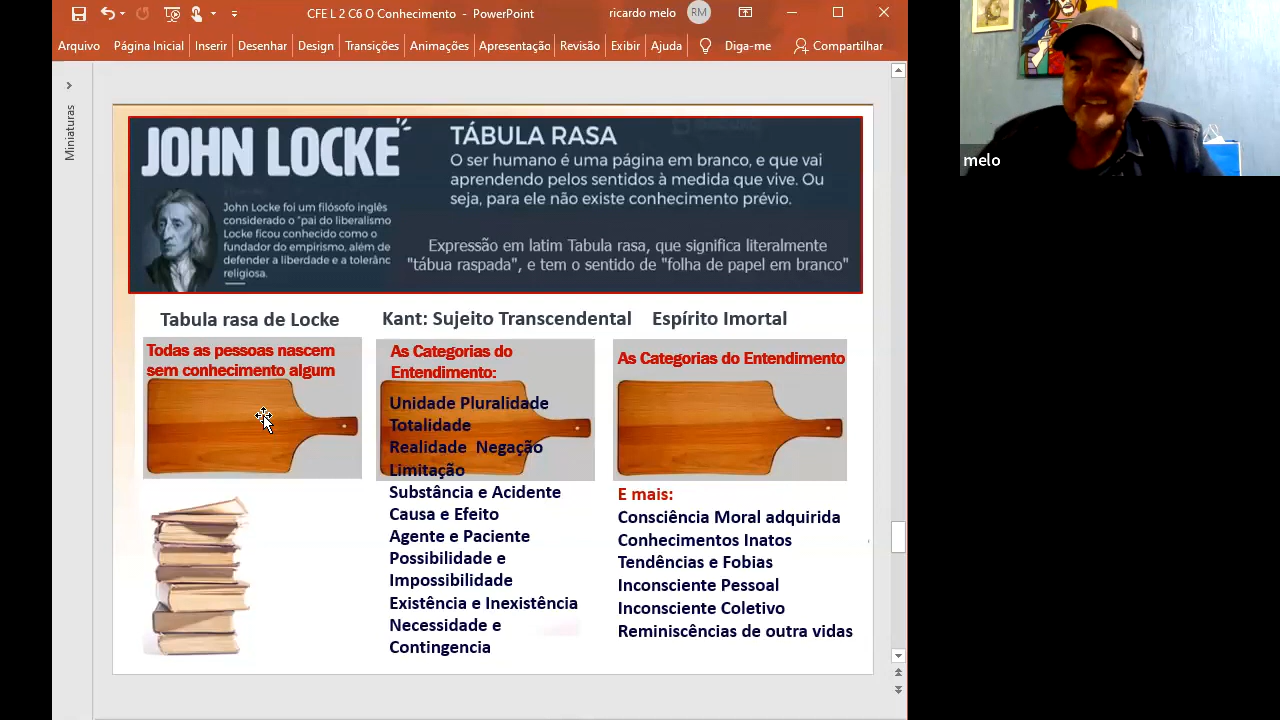 CFE L 2 C6 O Conhecimento - PowerPoint
ricardo melo
RM
Arquivo
Página Inicial
Inserir
Desenhar
Design
Transições
Animações
Apresentação
Revisão
Exibir
Ajuda
Diga-me
Compartilhar
Miniaturas
JOHN LOCKE
John Locke foi um filósofo inglês
considerado o "pai do liberalismo
Locke ficou conhecido como o
fundador do empirismo, além de
defender a liberdade e a tolerânc
religiosa.
TÁBULA RASA
O ser humano é uma página em branco, e que vai
aprendendo pelos sentidos à medida que vive. Ou
seja, para ele não existe conhecimento prévio.
Expressão em latim Tabula rasa, que significa literalmente
"tábua raspada", e tem o sentido de "folha de papel em branco"
Tabula rasa de Locke
Todas as pessoas nascem
sem conhecimento algum
Kant: Sujeito Transcendental
As Categorias do
Entendimento:
Unidade Pluralidade
Totalidade
Realidade Negação
Limitação
Substância e Acidente
Causa e Efeito
Agente e Paciente
Possibilidade e
Impossibilidade
Existência e Inexistência
Necessidade e
Contingencia
Espírito Imortal
As Categorias do Entendimento
E mais:
Consciência Moral adquirida
Conhecimentos Inatos
Tendências e Fobias
Inconsciente Pessoal
Inconsciente Coletivo
Reminiscências de outra vidas
melo